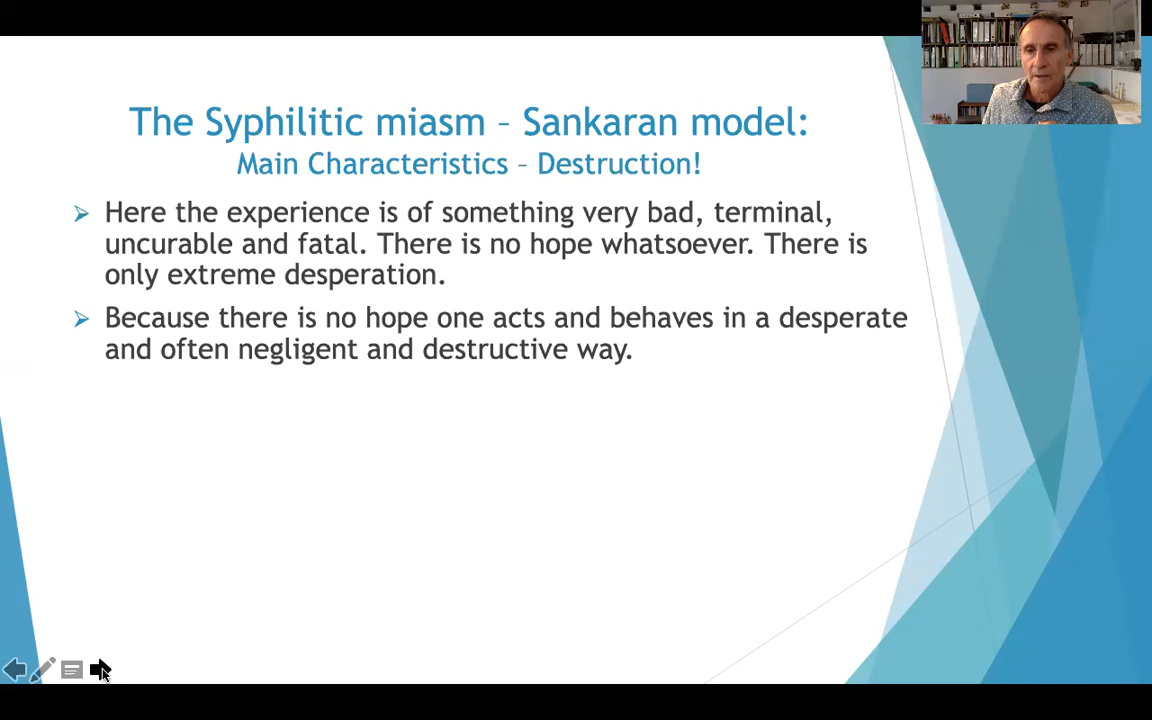 The Syphilitic miasm – Sankaran model:
Main Characteristics – Destruction!
Here the experience is of something very bad, terminal,
uncurable and fatal. There is no hope whatsoever. There is
only extreme desperation.
Because there is no hope one acts and behaves in a desperate
and often negligent and destructive way.